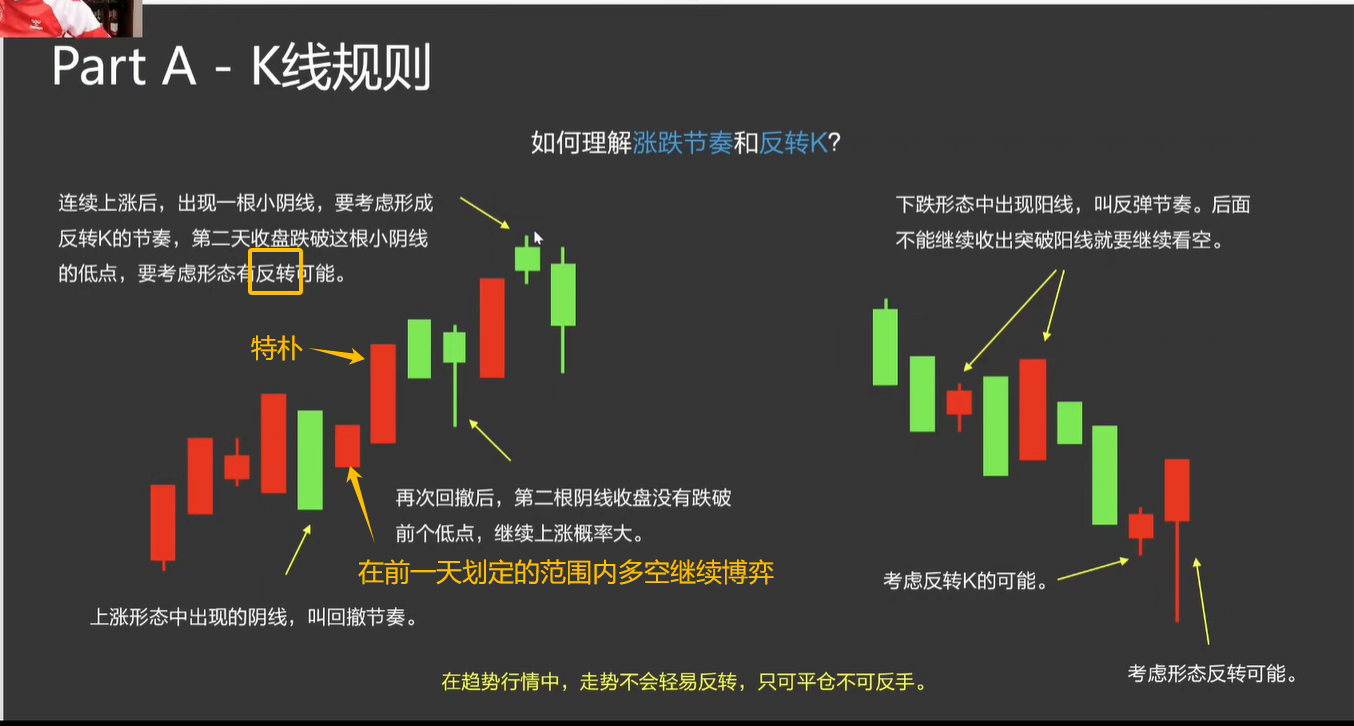 Part A - K线规则
如何理解涨跌节奏和反转K?
连续上涨后，出现一根小阴线，要考虑形成
反转K的节奏，第二天收盘跌破这根小阴线
的低点，要考虑形态有反转可能。
下跌形态中出现阳线，叫反弹节奏。后面
不能继续收出突破阳线就要继续看空。
特朴
再次回撤后，第二根阴线收盘没有跌破
前个低点，继续上涨概率大。
在前一天划定的范围内多空继续博弈
上涨形态中出现的阴线，叫回撤节奏。
考虑反转K的可能。
考虑形态反转可能。
在趋势行情中，走势不会轻易反转，只可平仓不可反手。